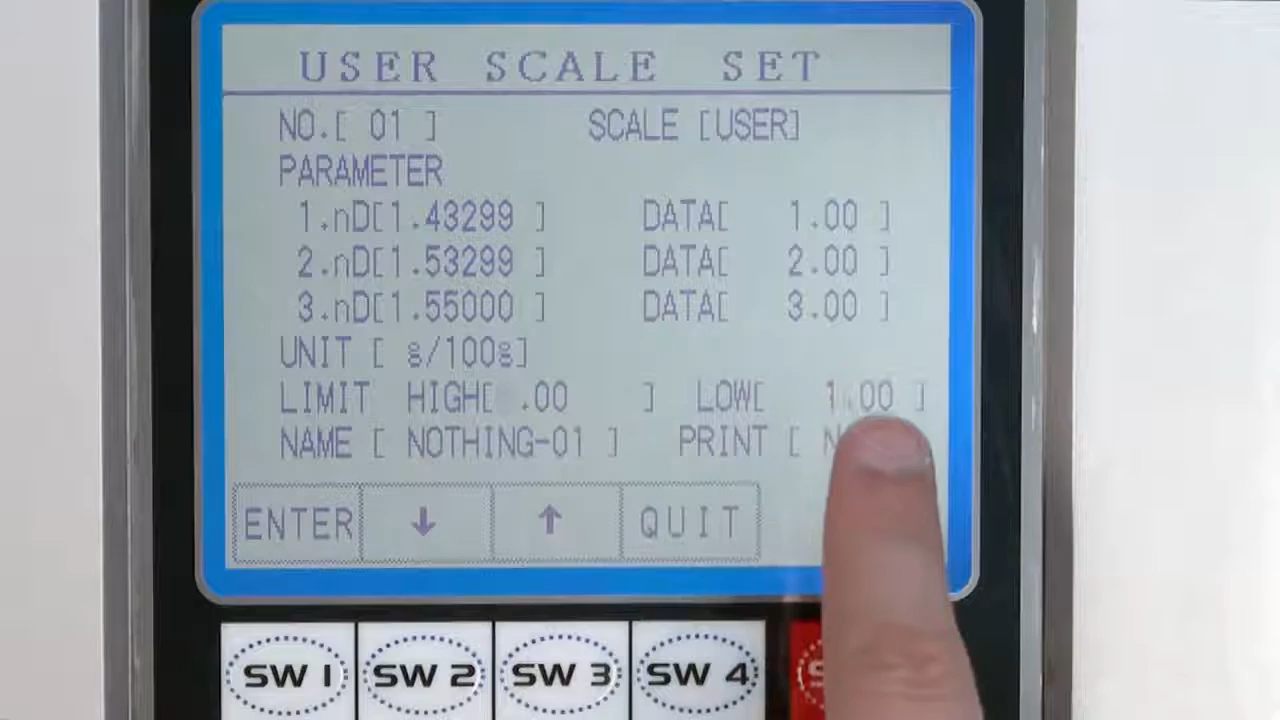 USER SCALE SET
NO.[ 01 ] SCALE [USER]
PARAMETER
1.nD[1.43299 ] DATA[ 1.00 ]
2.nD[1.53299 ] DATA[ 2.00 ]
3.nD[1.55000 ] DATA[ 3.00 ]
UNIT [ g/100g]
LIMIT HIGH[ .00 ] LOW[ 1.00 ]
NAME [ NOTHING-01 ] PRINT [
ENTER ↓ ↑ QUIT
SW 1 SW 2 SW 3 SW 4